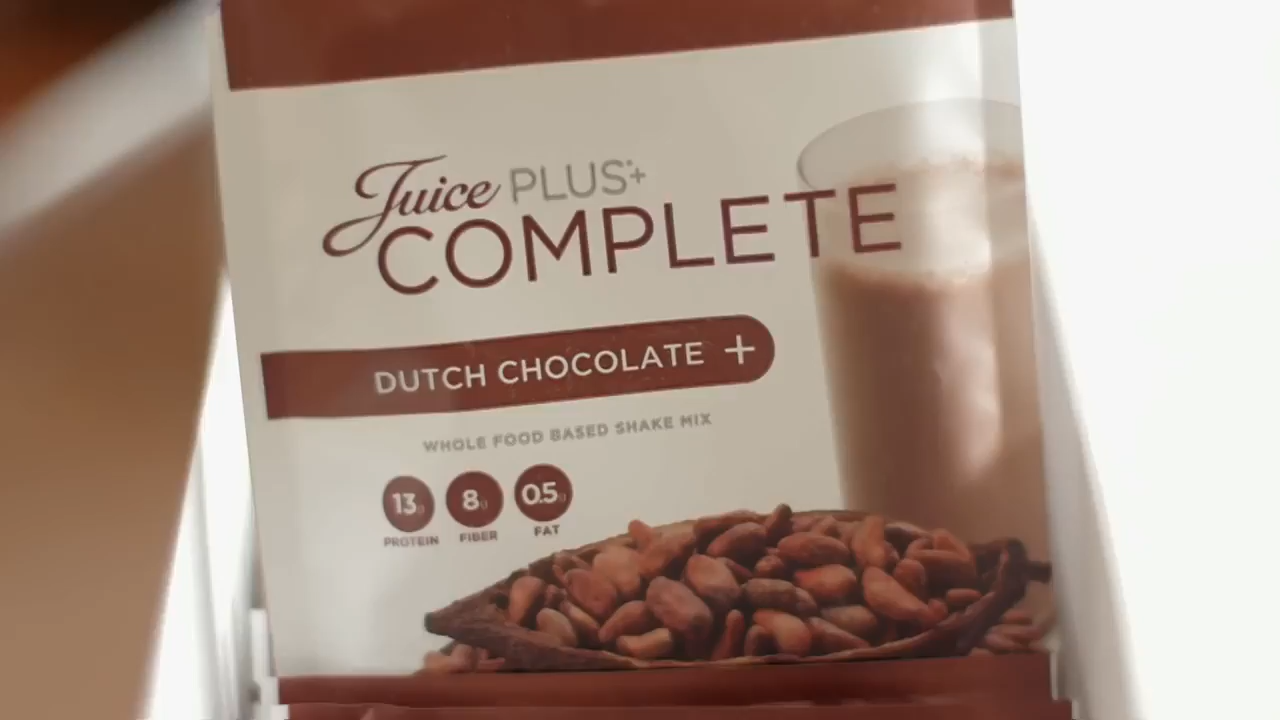 Juice PLUS+
COMPLETE
DUTCH CHOCOLATE +
WHOLE FOOD BASED SHAKE MIX
13g 8g 0.5g
PROTEIN FIBER FAT